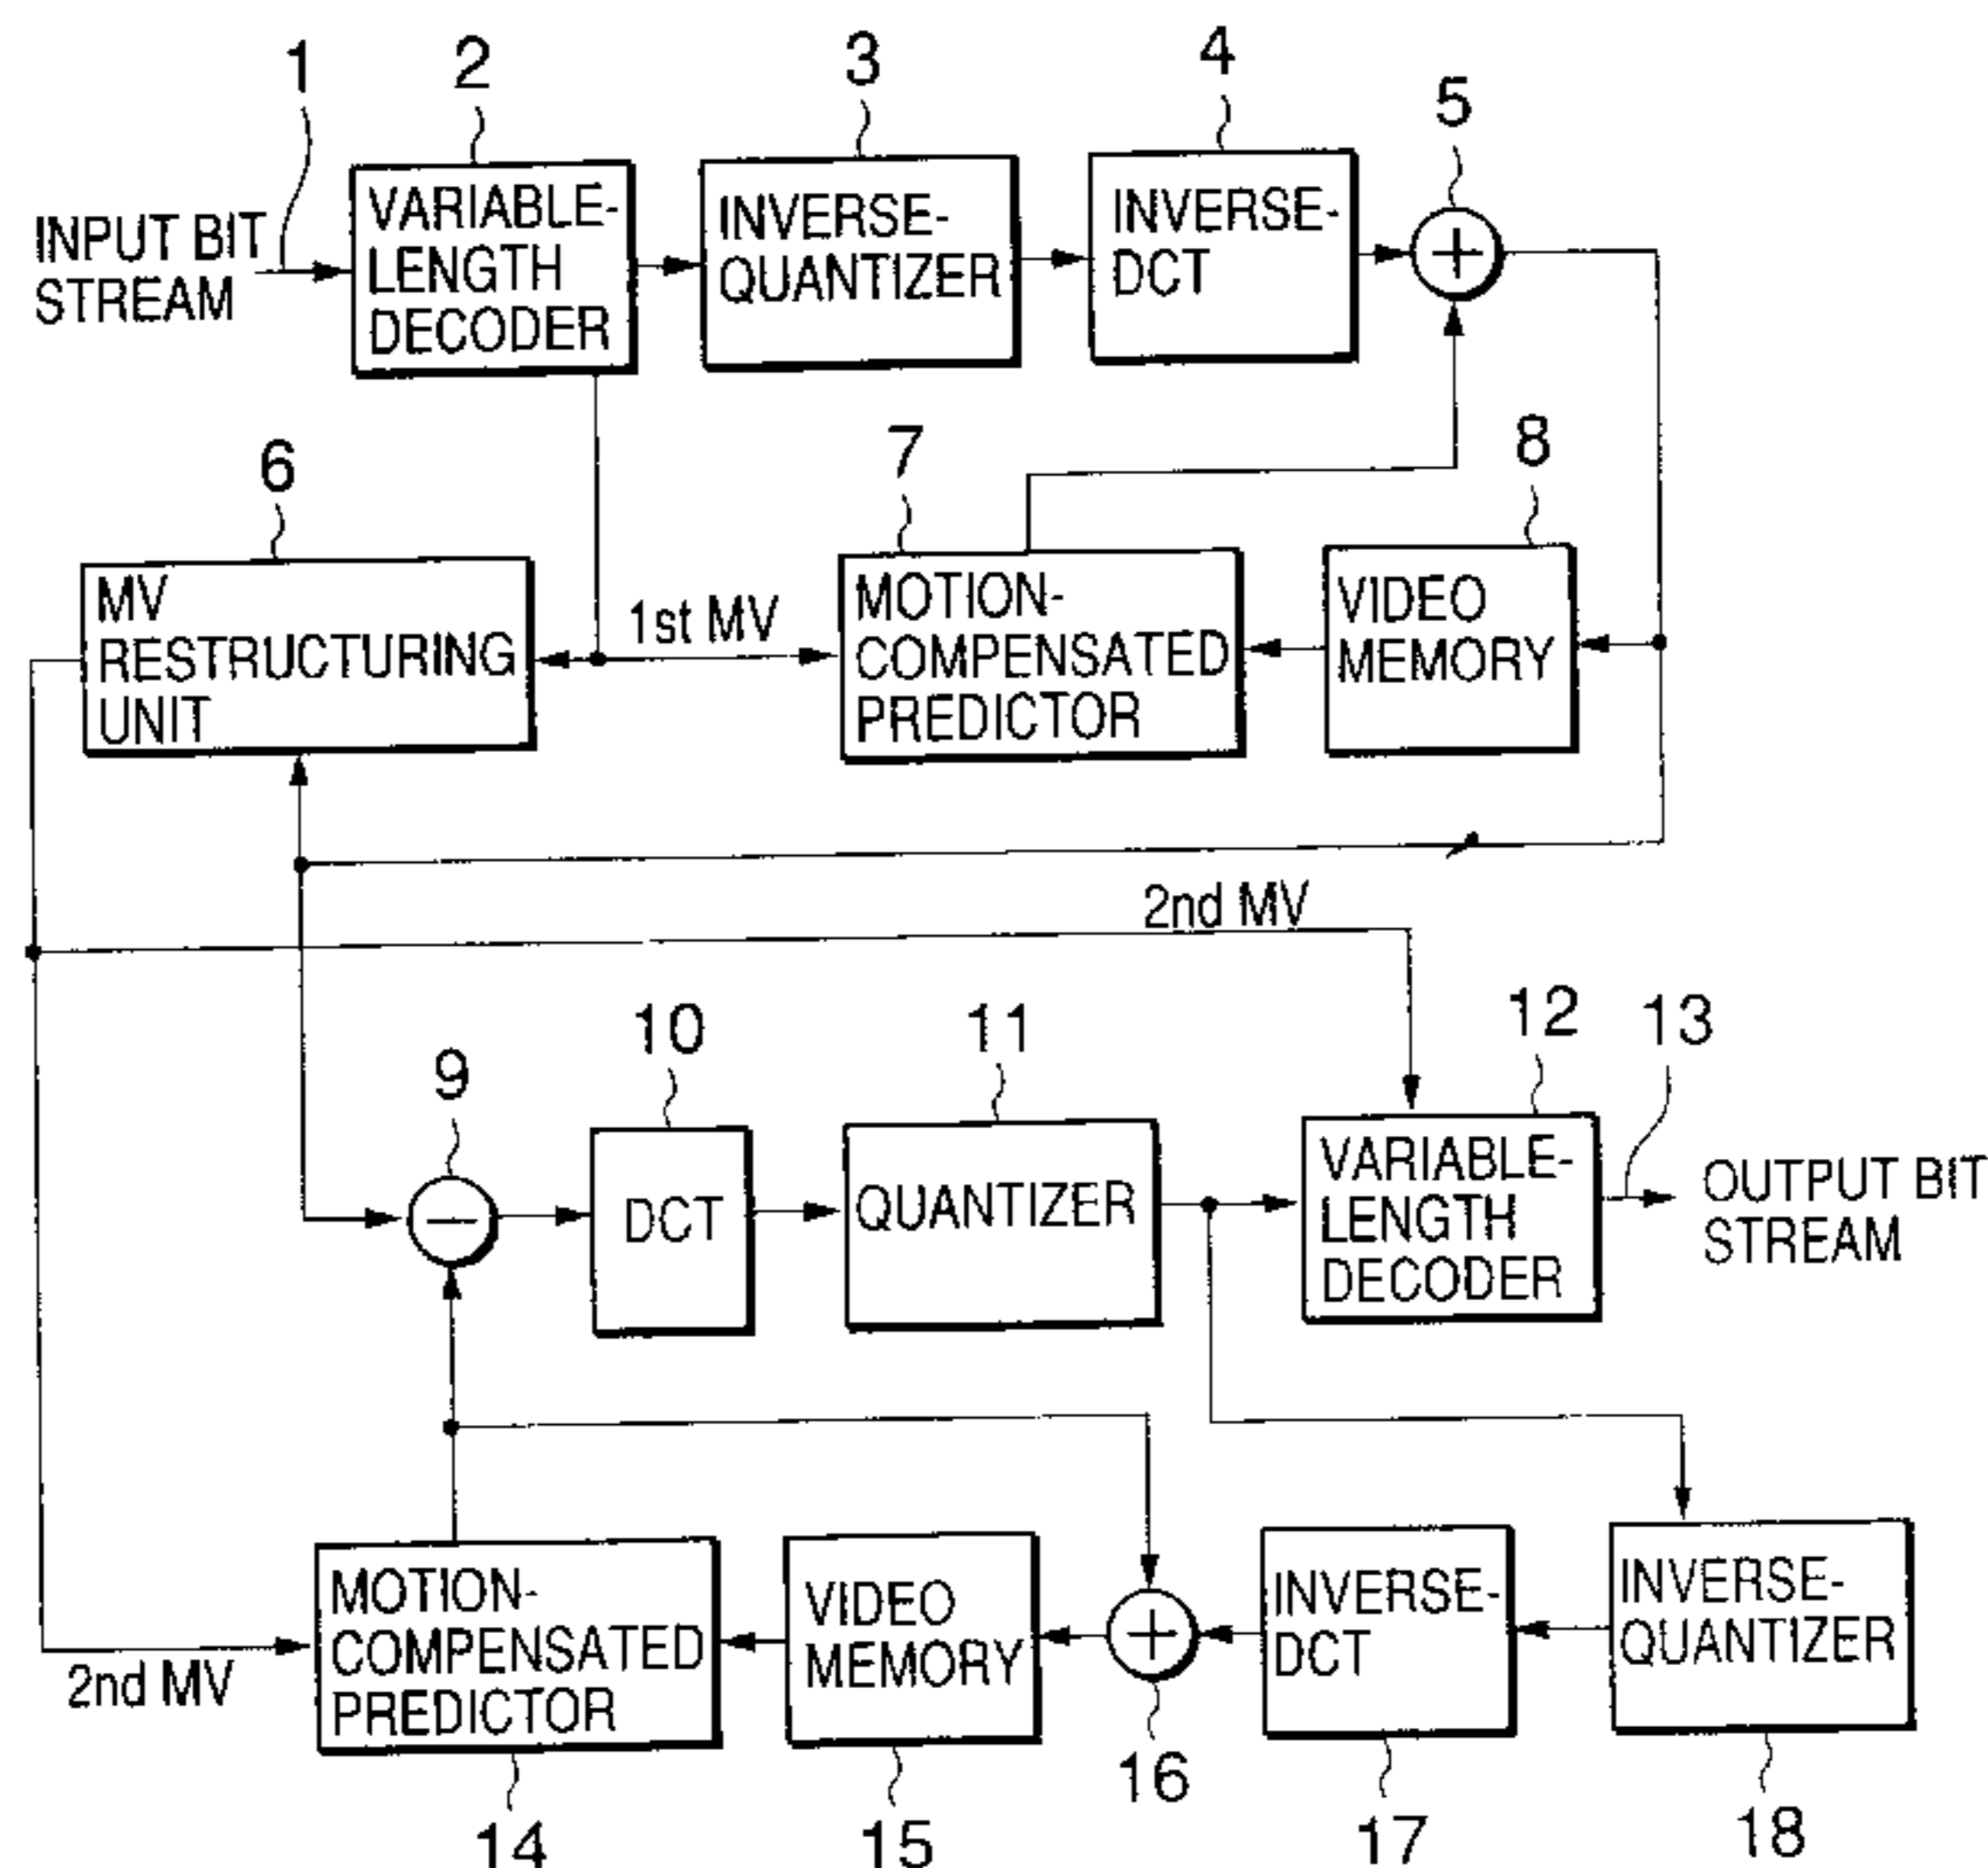 1
2
3
4
5
INPUT BIT
STREAM
VARIABLE-
LENGTH
DECODER
INVERSE-
QUANTIZER
INVERSE-
DCT
6
7
8
MV
RESTRUCTURING
UNIT
1st MV
MOTION-
COMPENSATED
PREDICTOR
VIDEO
MEMORY
2nd MV
9
10
11
12
13
DCT
QUANTIZER
VARIABLE-
LENGTH
DECODER
OUTPUT BIT
STREAM
2nd MV
MOTION-
COMPENSATED
PREDICTOR
VIDEO
MEMORY
INVERSE-
DCT
INVERSE-
QUANTIZER
14
15
16
17
18